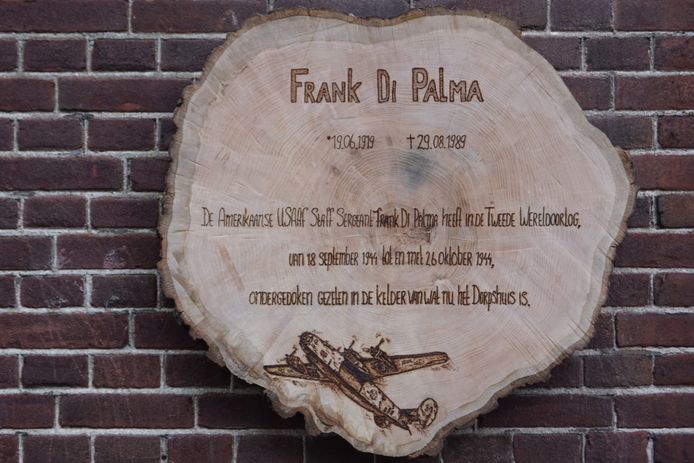 Frank Di Palma
*19.06.1919 †29.08.1989
De Amerikaanse USAAF Staff Sergeant Frank Di Palma heeft in de Tweede Wereldoorlog,
van 18 september 1944 tot en met 26 oktober 1944,
ondergedoken gezeten in de kelder van wat nu het Dorpshuis is.